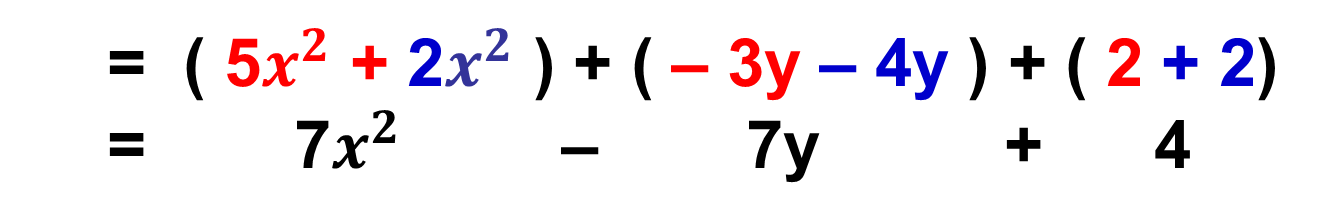 = ( 5x² + 2x² ) + ( – 3y – 4y ) + ( 2 + 2)
= 7x² – 7y + 4